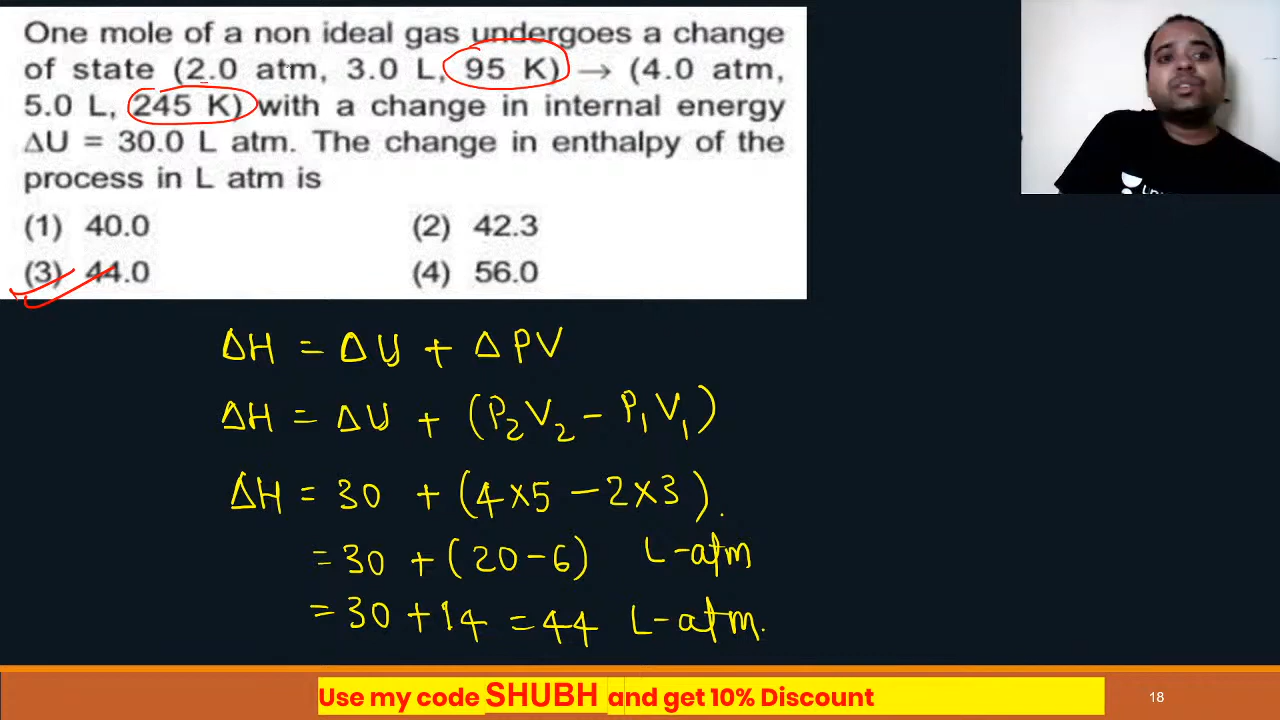 One mole of a non ideal gas undergoes a change
of state (2.0 atm, 3.0 L, 95 K) → (4.0 atm,
5.0 L, 245 K) with a change in internal energy
ΔU = 30.0 L atm. The change in enthalpy of the
process in L atm is
(1) 40.0 (2) 42.3
(3) 44.0 (4) 56.0
ΔH = ΔU + ΔPV
ΔH = ΔU + (P₂V₂ − P₁V₁)
ΔH = 30 + (4×5 − 2×3).
= 30 + (20−6) L-atm
= 30 + 14 = 44 L-atm.
Use my code SHUBH and get 10% Discount
18